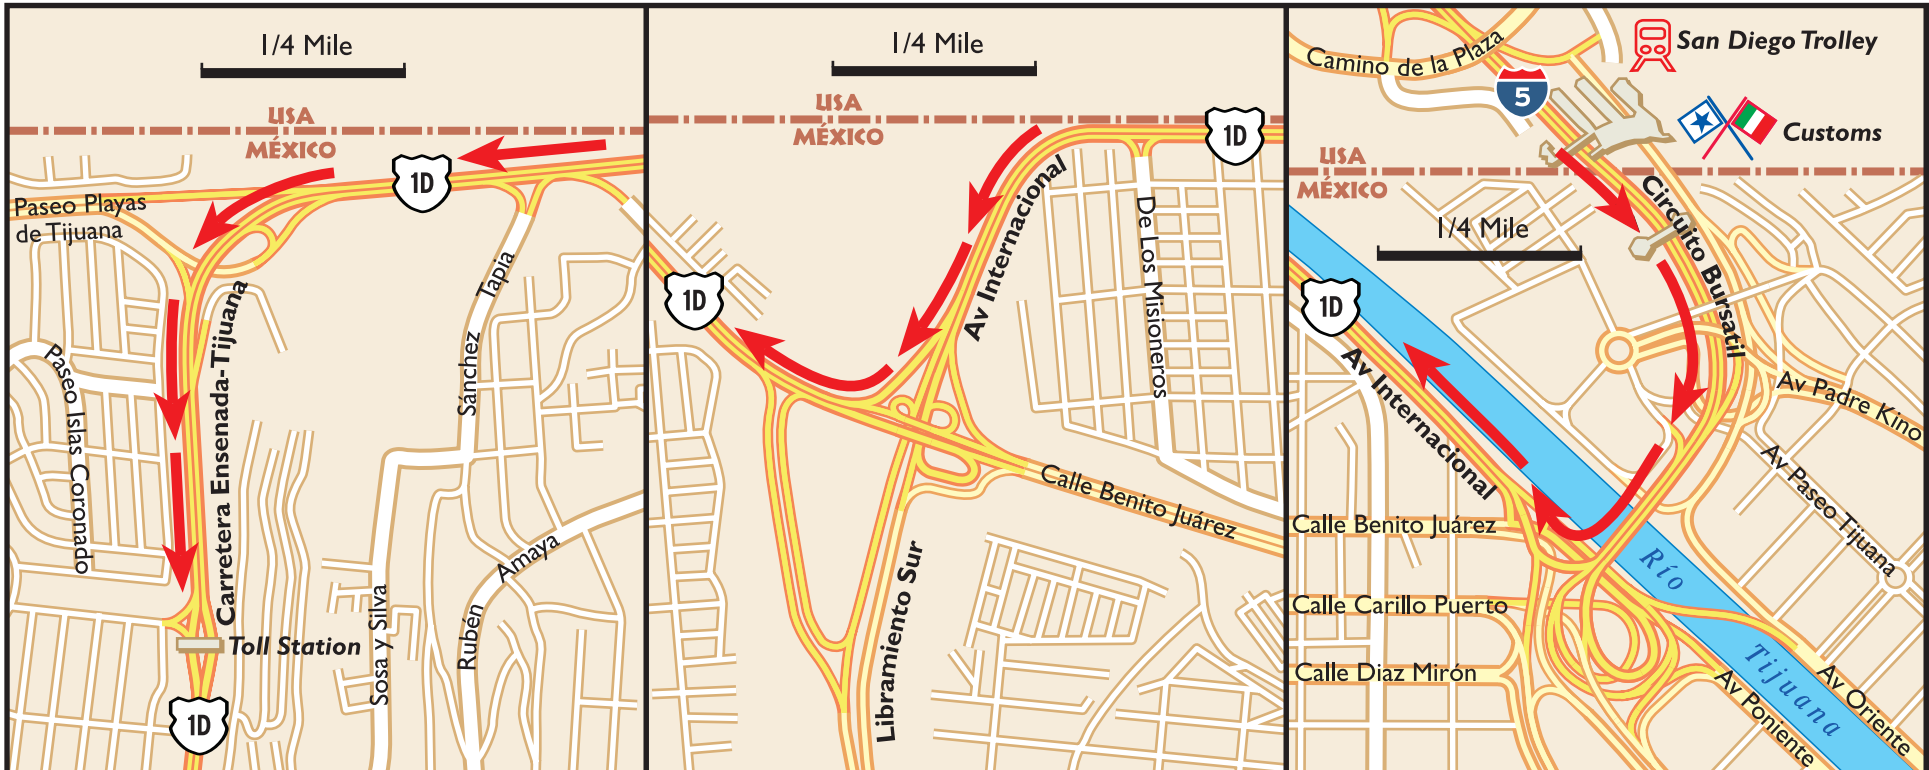 1/4 Mile
USA
MÉXICO
1D
Paseo Playas
de Tijuana
Carretera Ensenada-Tijuana
Paseo Islas Coronado
Sánchez Tapia
Sosa y Silva
Rubén Amaya
Toll Station
1D
1/4 Mile
USA
MÉXICO
1D
Av Internacional
De Los Misioneros
1D
Calle Benito Juárez
Libramiento Sur
Camino de la Plaza
San Diego Trolley
5
Customs
USA
MÉXICO
Circuito Bursatil
1/4 Mile
1D
Av Internacional
Av Padre Kino
Av Paseo Tijuana
Calle Benito Juárez
Río Tijuana
Calle Carillo Puerto
Calle Diaz Mirón
Av Poniente
Av Oriente